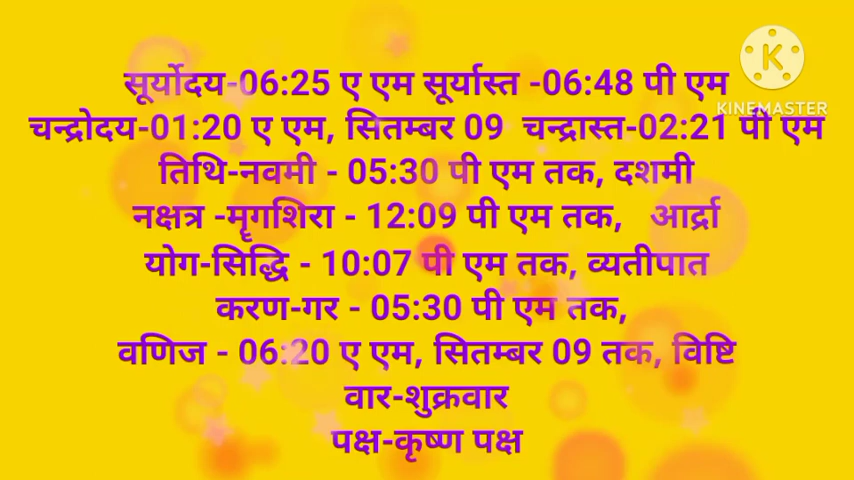 सूर्योदय-06:25 ए एम सूर्यास्त -06:48 पी एम
चन्द्रोदय-01:20 ए एम, सितम्बर 09 चन्द्रास्त-02:21 पी एम
तिथि-नवमी - 05:30 पी एम तक, दशमी
नक्षत्र -मृगशिरा - 12:09 पी एम तक, आर्द्रा
योग-सिद्धि - 10:07 पी एम तक, व्यतीपात
करण-गर - 05:30 पी एम तक,
वणिज - 06:20 ए एम, सितम्बर 09 तक, विष्टि
वार-शुक्रवार
पक्ष-कृष्ण पक्ष
K
KINEMASTER